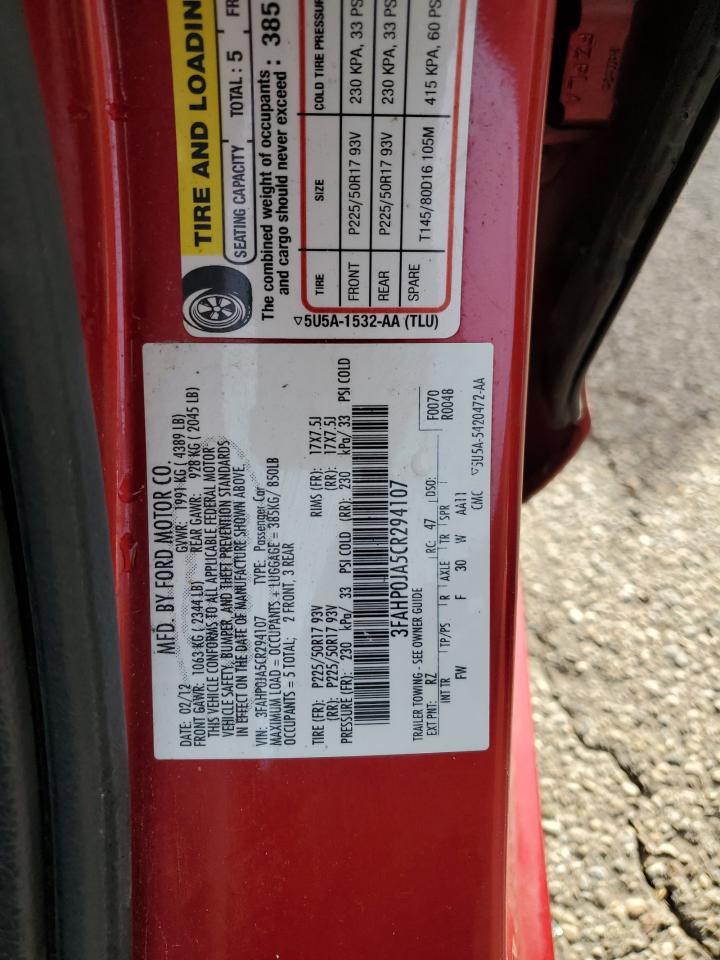 TIRE AND LOADIN
SEATING CAPACITY TOTAL: 5 FR
The combined weight of occupants
and cargo should never exceed: 385
TIRE SIZE COLD TIRE PRESSURE
FRONT P225/50R17 93V 230 KPA, 33 PS
REAR P225/50R17 93V 230 KPA, 33 PS
SPARE T145/80D16 105M 415 KPA, 60 PS
▽5U5A-1532-AA (TLU)
MFD. BY FORD MOTOR CO.
DATE: 02/12 GVWR: 1991 KG ( 4389 LB)
FRONT GAWR: 1063 KG ( 2344 LB) REAR GAWR: 928 KG ( 2045 LB)
THIS VEHICLE CONFORMS TO ALL APPLICABLE FEDERAL MOTOR
VEHICLE SAFETY, BUMPER, AND THEFT PREVENTION STANDARDS
IN EFFECT ON THE DATE OF MANUFACTURE SHOWN ABOVE.
VIN: 3FAHP0JA5CR294107 TYPE: Passenger Car
MAXIMUM LOAD = OCCUPANTS + LUGGAGE = 385KG/ 850LB
OCCUPANTS = 5 TOTAL; 2 FRONT, 3 REAR
TIRE (FR): P225/50R17 93V RIMS (FR): 17X7.5J
(RR): P225/50R17 93V (RR): 17X7.5J
PRESSURE (FR): 230 kPa/ 33 PSI COLD (RR): 230 kPa/ 33 PSI COLD
3FAHP0JA5CR294107
TRAILER TOWING - SEE OWNER GUIDE F0070
EXT PNT: RZ RC: 47 DSO: R0048
INT TR TP/PS R AXLE TR SPR
FW F 30 W AA11
CMC ▽5U5A-5420472-AA